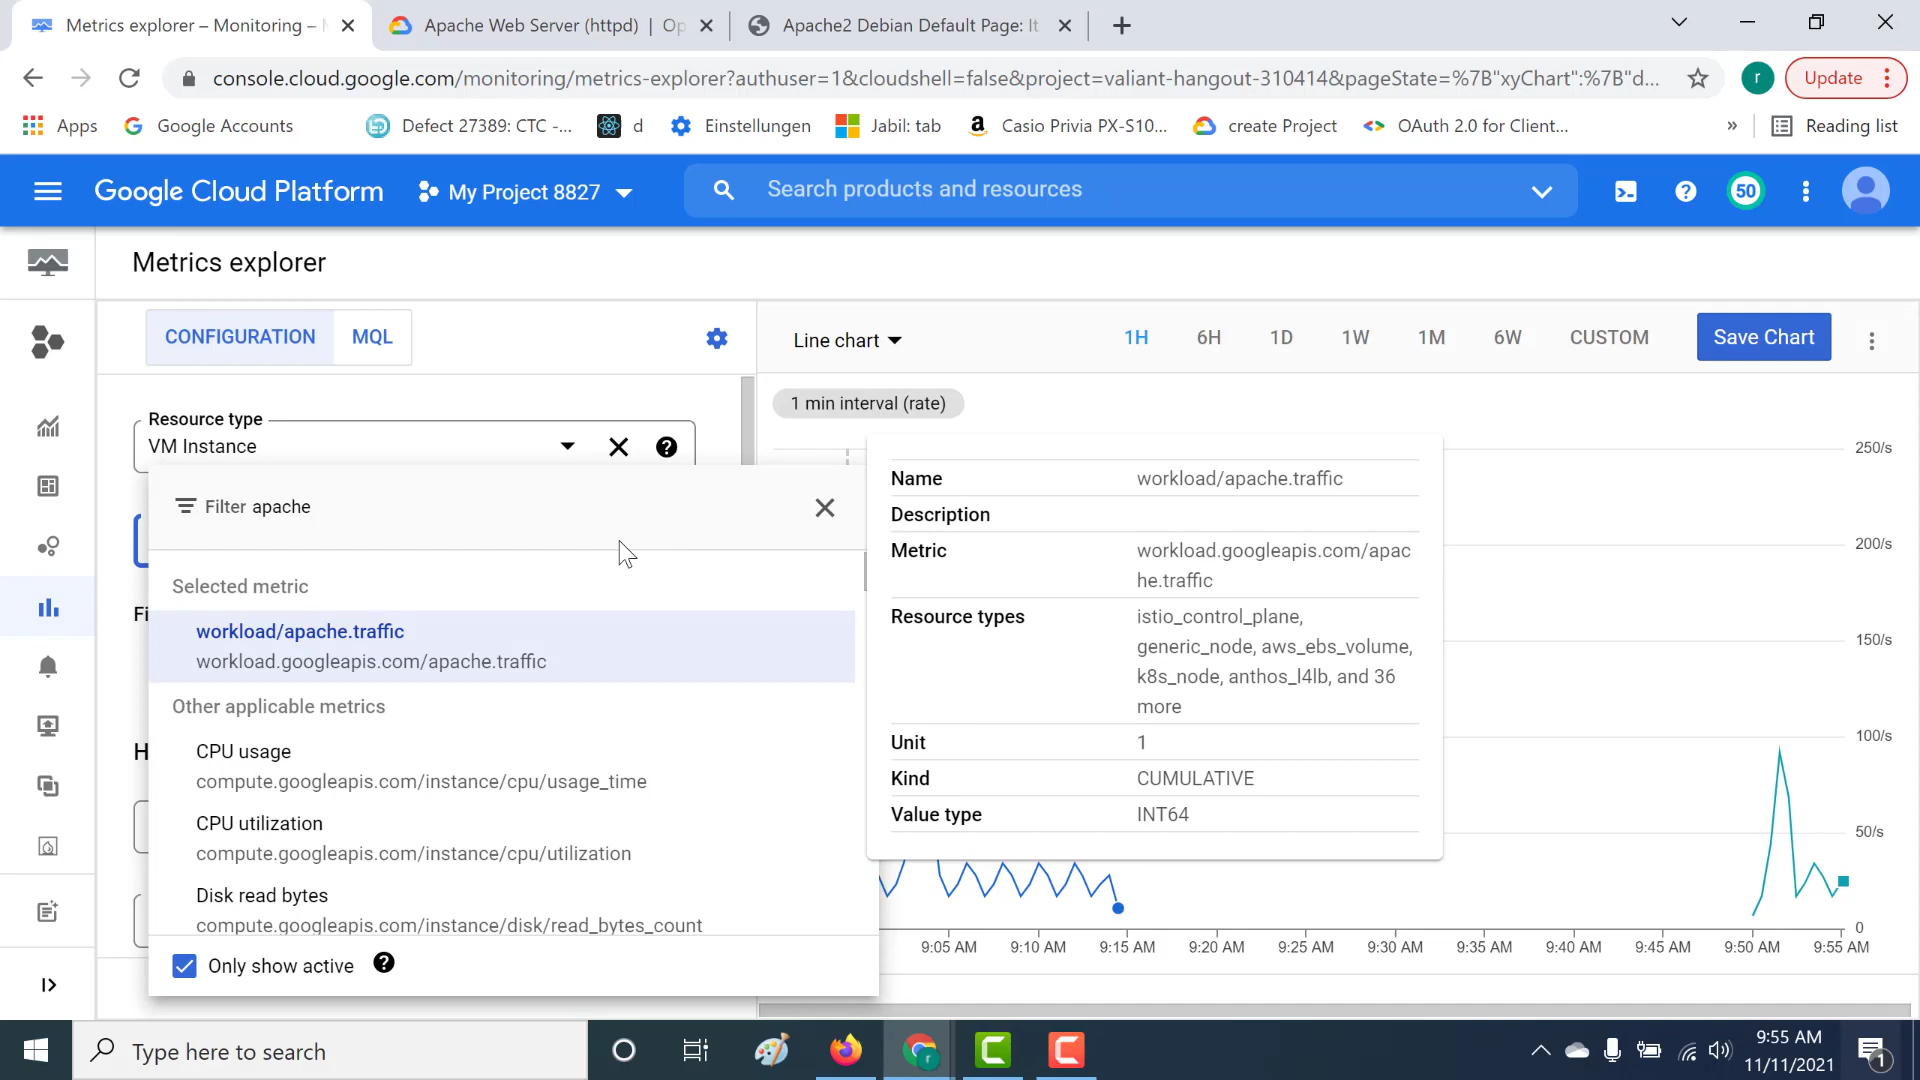 Metrics explorer – Monitoring –
Apache Web Server (httpd) | Op
Apache2 Debian Default Page: It
console.cloud.google.com/monitoring/metrics-explorer?authuser=1&cloudshell=false&project=valiant-hangout-310414&pageState=%7B"xyChart":%7B"d...
r
Update
Apps
Google Accounts
Defect 27389: CTC -...
d
Einstellungen
Jabil: tab
Casio Privia PX-S10...
create Project
OAuth 2.0 for Client...
»
Reading list
Google Cloud Platform
My Project 8827
Search products and resources
50
Metrics explorer
CONFIGURATION
MQL
Line chart
1H
6H
1D
1W
1M
6W
CUSTOM
Save Chart
1 min interval (rate)
Resource type
VM Instance
Filter apache
Selected metric
workload/apache.traffic
workload.googleapis.com/apache.traffic
Other applicable metrics
CPU usage
compute.googleapis.com/instance/cpu/usage_time
CPU utilization
compute.googleapis.com/instance/cpu/utilization
Disk read bytes
compute.googleapis.com/instance/disk/read_bytes_count
Only show active
Fi
H
Name
workload/apache.traffic
Description
Metric
workload.googleapis.com/apac
he.traffic
Resource types
istio_control_plane,
generic_node, aws_ebs_volume,
k8s_node, anthos_l4lb, and 36
more
Unit
1
Kind
CUMULATIVE
Value type
INT64
250/s
200/s
150/s
100/s
50/s
0
9:05 AM
9:10 AM
9:15 AM
9:20 AM
9:25 AM
9:30 AM
9:35 AM
9:40 AM
9:45 AM
9:50 AM
9:55 AM
Type here to search
9:55 AM
11/11/2021
1